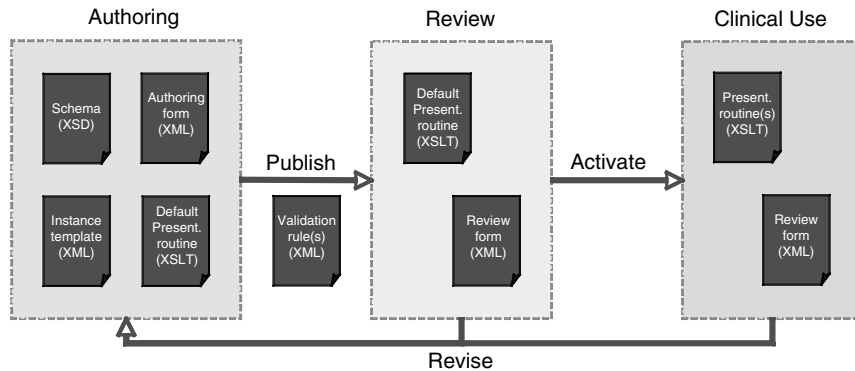 Authoring
Review
Clinical Use
Schema
(XSD)
Authoring
form
(XML)
Instance
template
(XML)
Default
Present.
routine
(XSLT)
Publish
Validation
rule(s)
(XML)
Default
Present.
routine
(XSLT)
Review
form
(XML)
Activate
Present.
routine(s)
(XSLT)
Review
form
(XML)
Revise